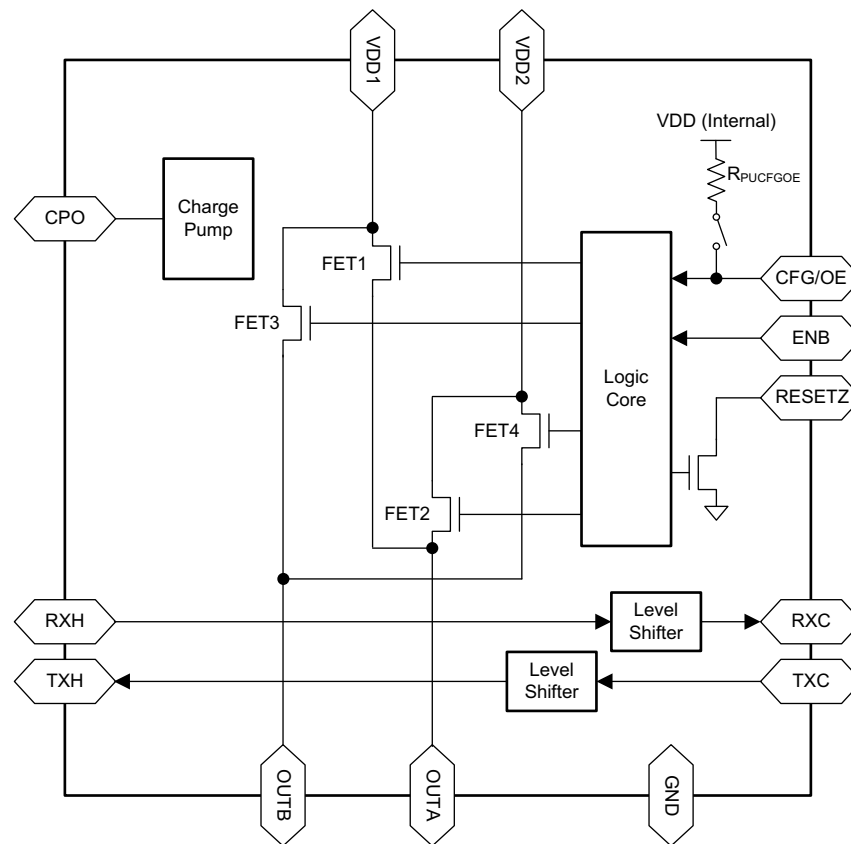 VDD1
VDD2
VDD (Internal)
RPUCFGOE
CPO
Charge
Pump
FET1
CFG/OE
FET3
ENB
Logic
Core
RESETZ
FET4
FET2
RXH
Level
Shifter
RXC
TXH
Level
Shifter
TXC
OUTB
OUTA
GND